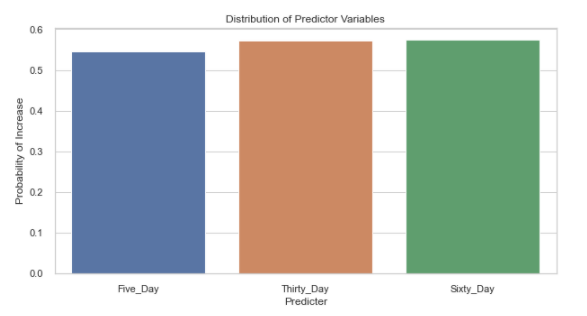 Distribution of Predictor Variables
Probability of Increase
0.6
0.5
0.4
0.3
0.2
0.1
0.0
Five_Day
Thirty_Day
Sixty_Day
Predicter